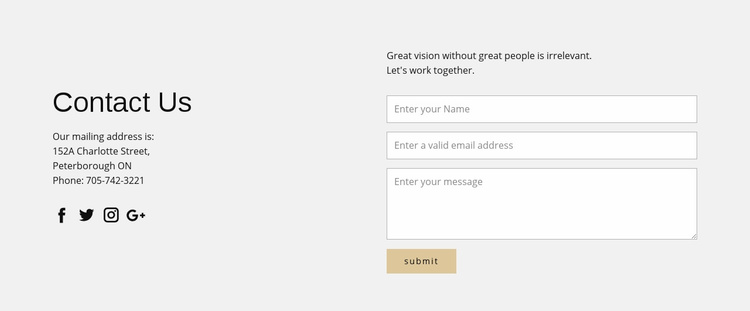 Contact Us
Our mailing address is:
152A Charlotte Street,
Peterborough ON
Phone: 705-742-3221
Great vision without great people is irrelevant.
Let's work together.
Enter your Name
Enter a valid email address
Enter your message
submit